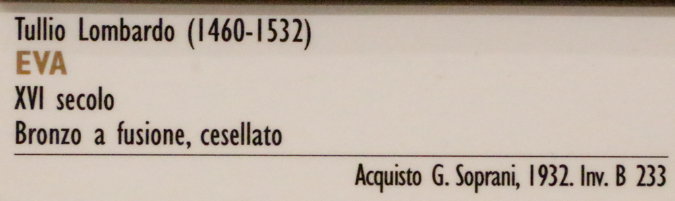 Tullio Lombardo (1460-1532)
EVA
XVI secolo
Bronzo a fusione, cesellato
Acquisto G. Soprani, 1932. Inv. B 233